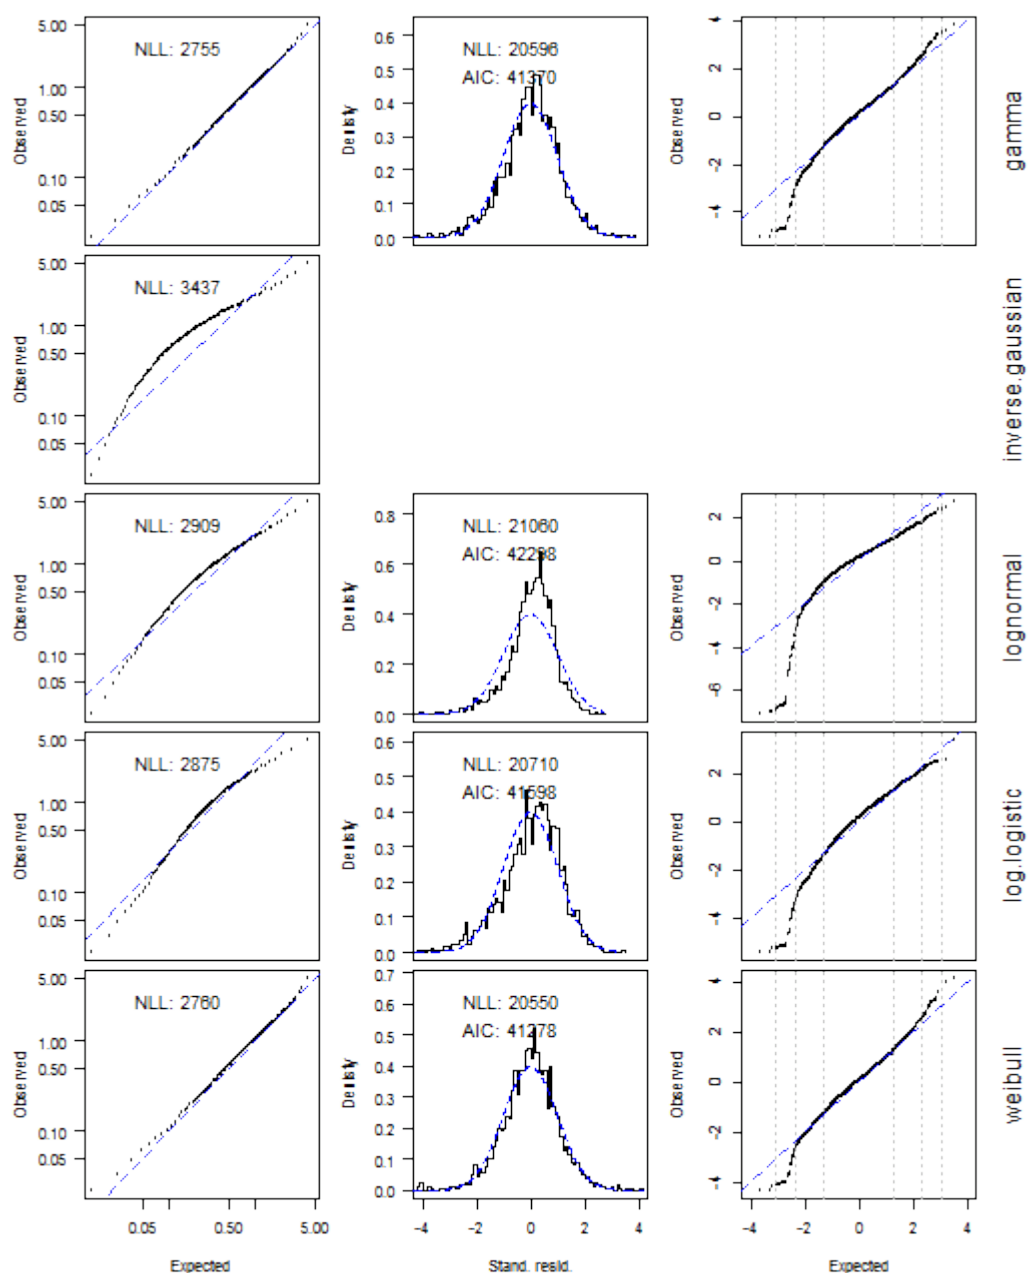 5.00
1.00
0.50
0.10
0.05
Observed
NLL: 2755
0.6
0.5
0.4
0.3
0.2
0.1
0.0
Density
NLL: 20596
AIC: 41370
4
2
0
-2
-4
Observed
gamma
5.00
1.00
0.50
0.10
0.05
Observed
NLL: 3437
inverse.gaussian
5.00
1.00
0.50
0.10
0.05
Observed
NLL: 2909
0.8
0.6
0.4
0.2
0.0
Density
NLL: 21060
AIC: 42298
2
0
-2
-4
-6
Observed
lognormal
5.00
1.00
0.50
0.10
0.05
Observed
NLL: 2875
0.6
0.5
0.4
0.3
0.2
0.1
0.0
Density
NLL: 20710
AIC: 41598
2
0
-2
-4
Observed
log.logistic
5.00
1.00
0.50
0.10
0.05
Observed
NLL: 2760
0.05 0.50 5.00
Expected
0.7
0.6
0.5
0.4
0.3
0.2
0.1
0.0
Density
NLL: 20550
AIC: 41278
-4 -2 0 2 4
Stand. resid.
4
2
0
-2
-4
Observed
-4 -2 0 2 4
Expected
weibull